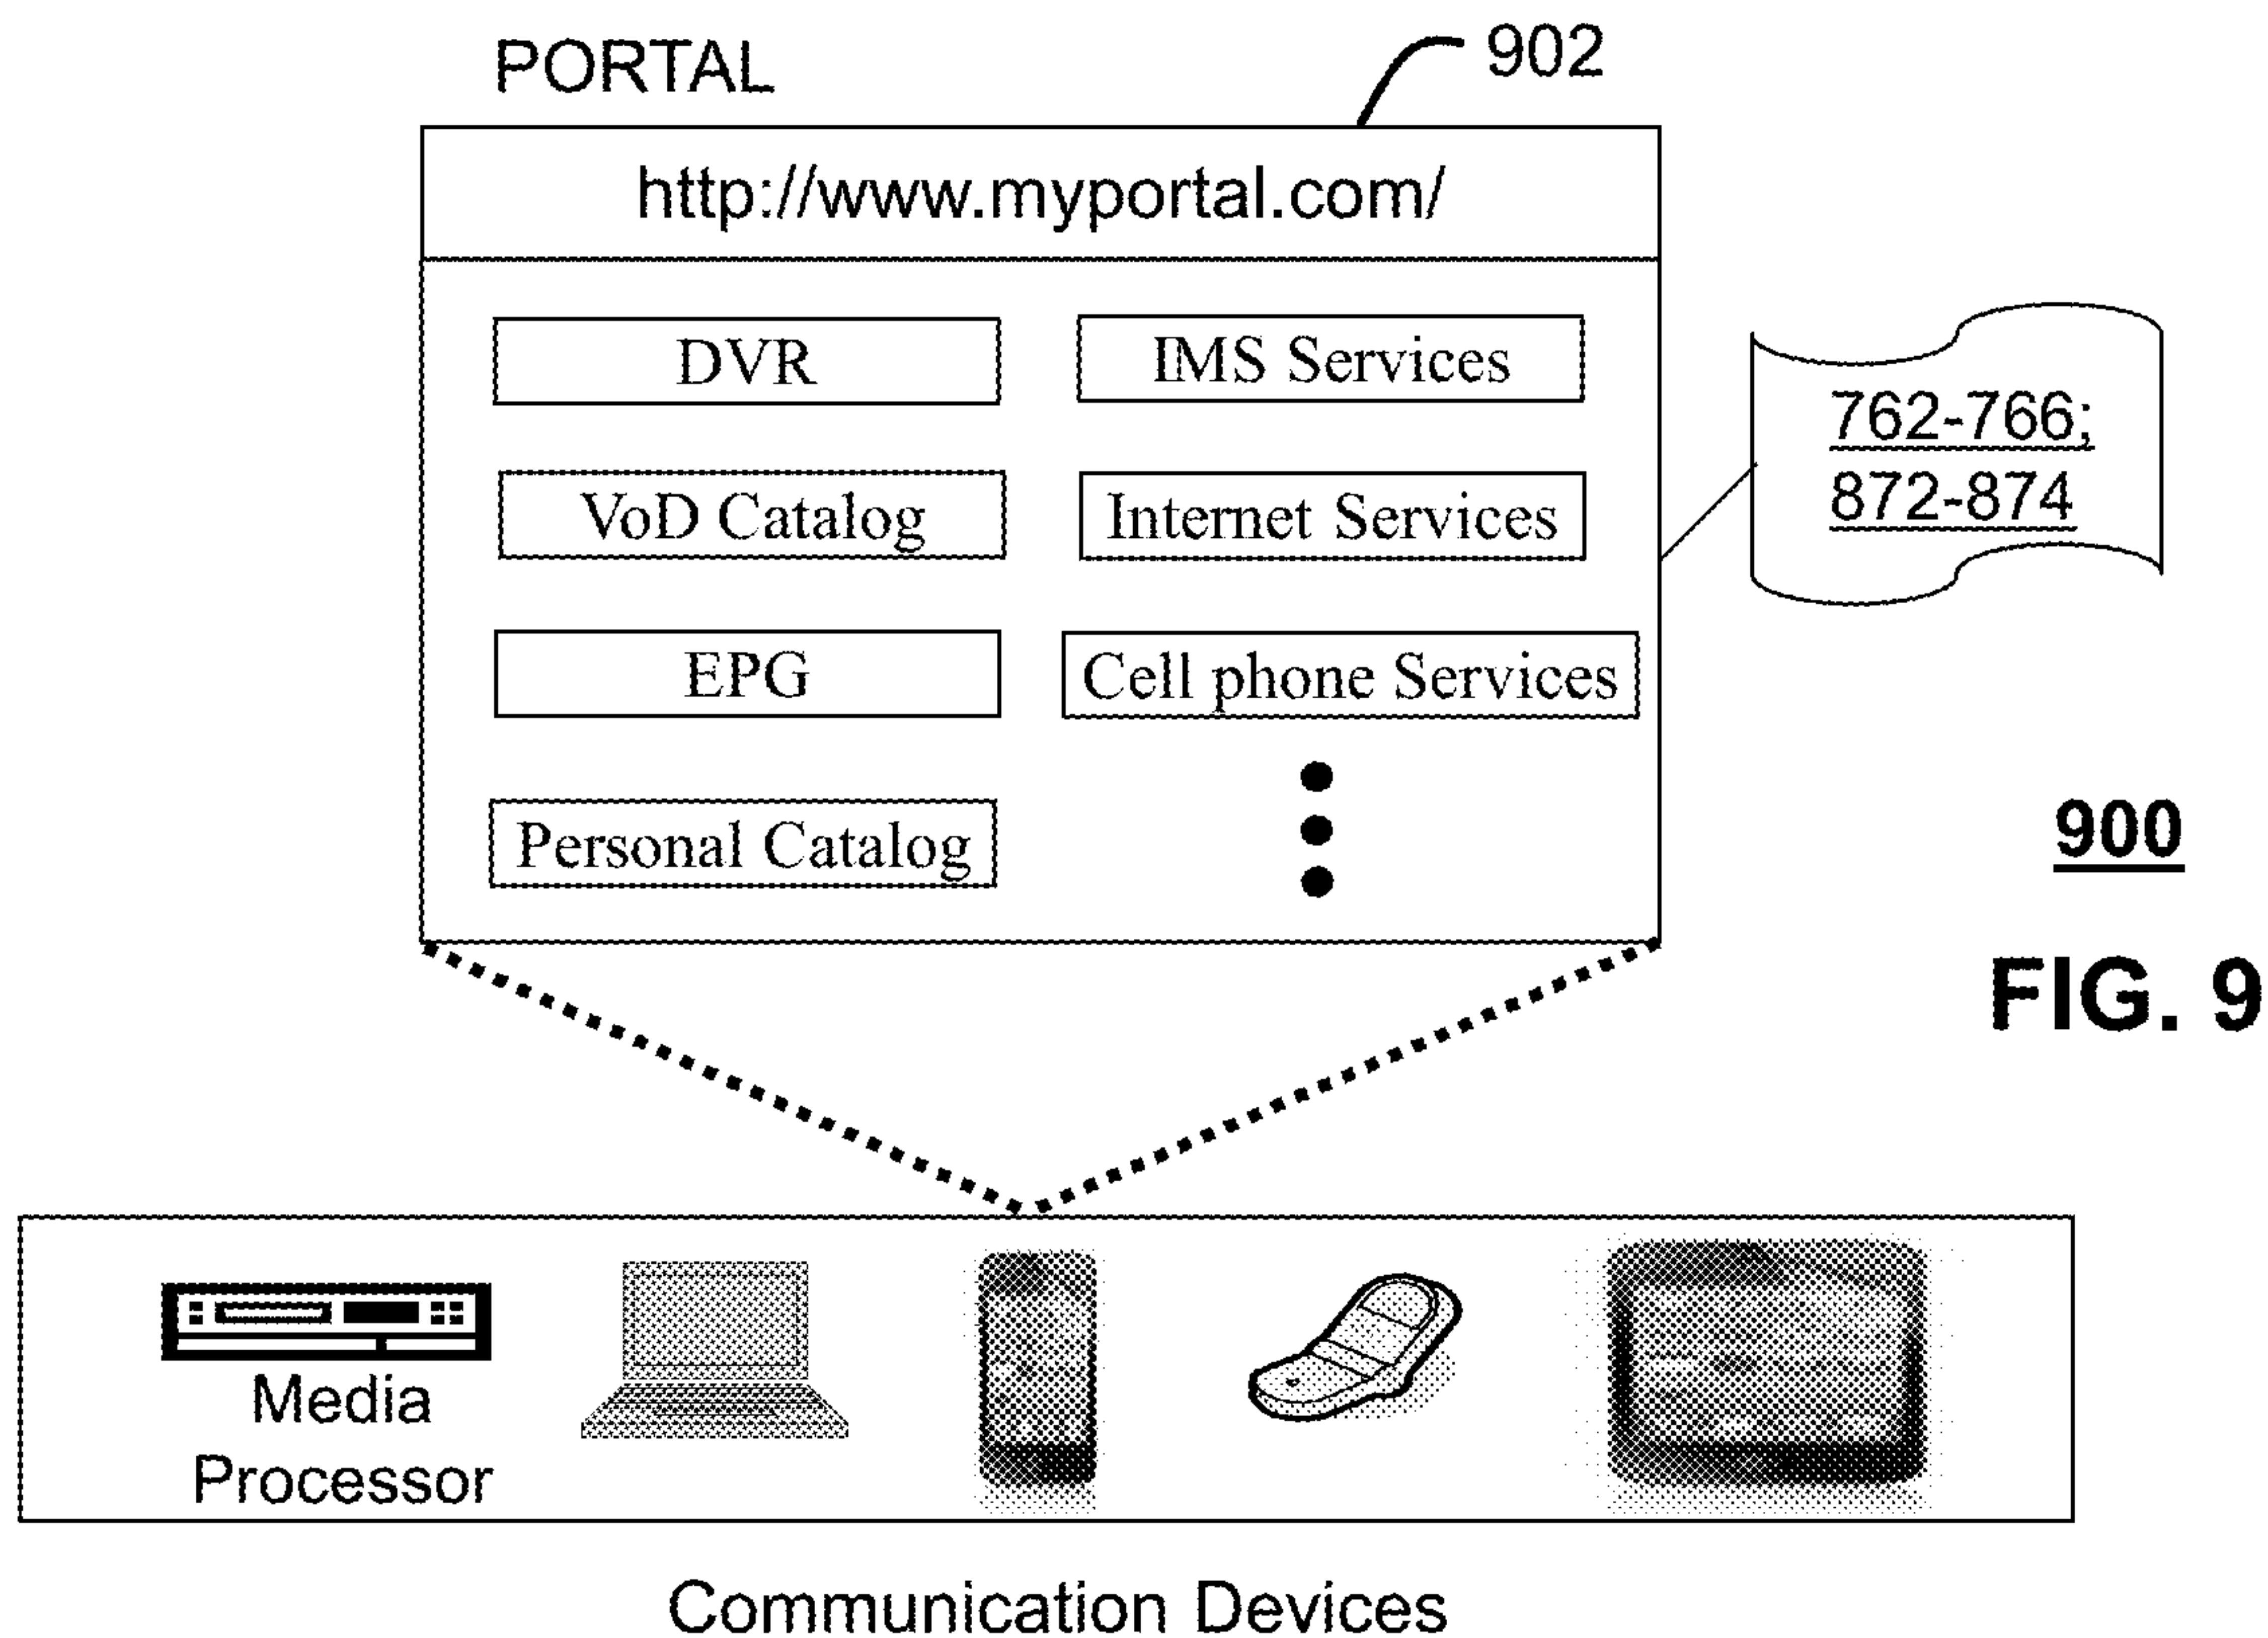 PORTAL
902
http://www.myportal.com/
DVR
IMS Services
VoD Catalog
Internet Services
EPG
Cell phone Services
Personal Catalog
762-766;
872-874
900
FIG. 9
Media
Processor
Communication Devices